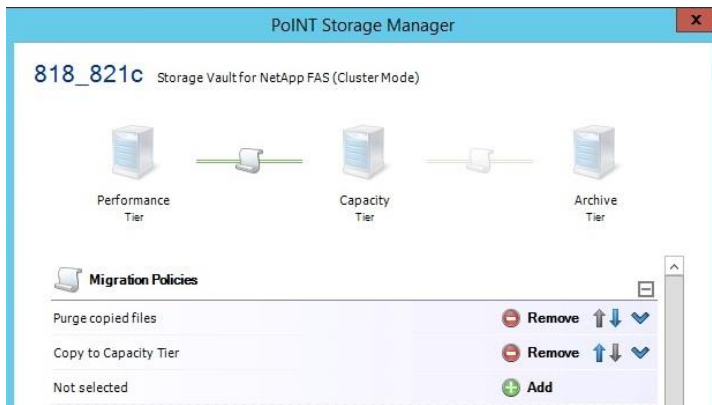 PoINT Storage Manager
x
818_821c Storage Vault for NetApp FAS (Cluster Mode)
Performance Capacity Archive
Tier Tier Tier
Migration Policies
Purge copied files Remove
Copy to Capacity Tier Remove
Not selected Add